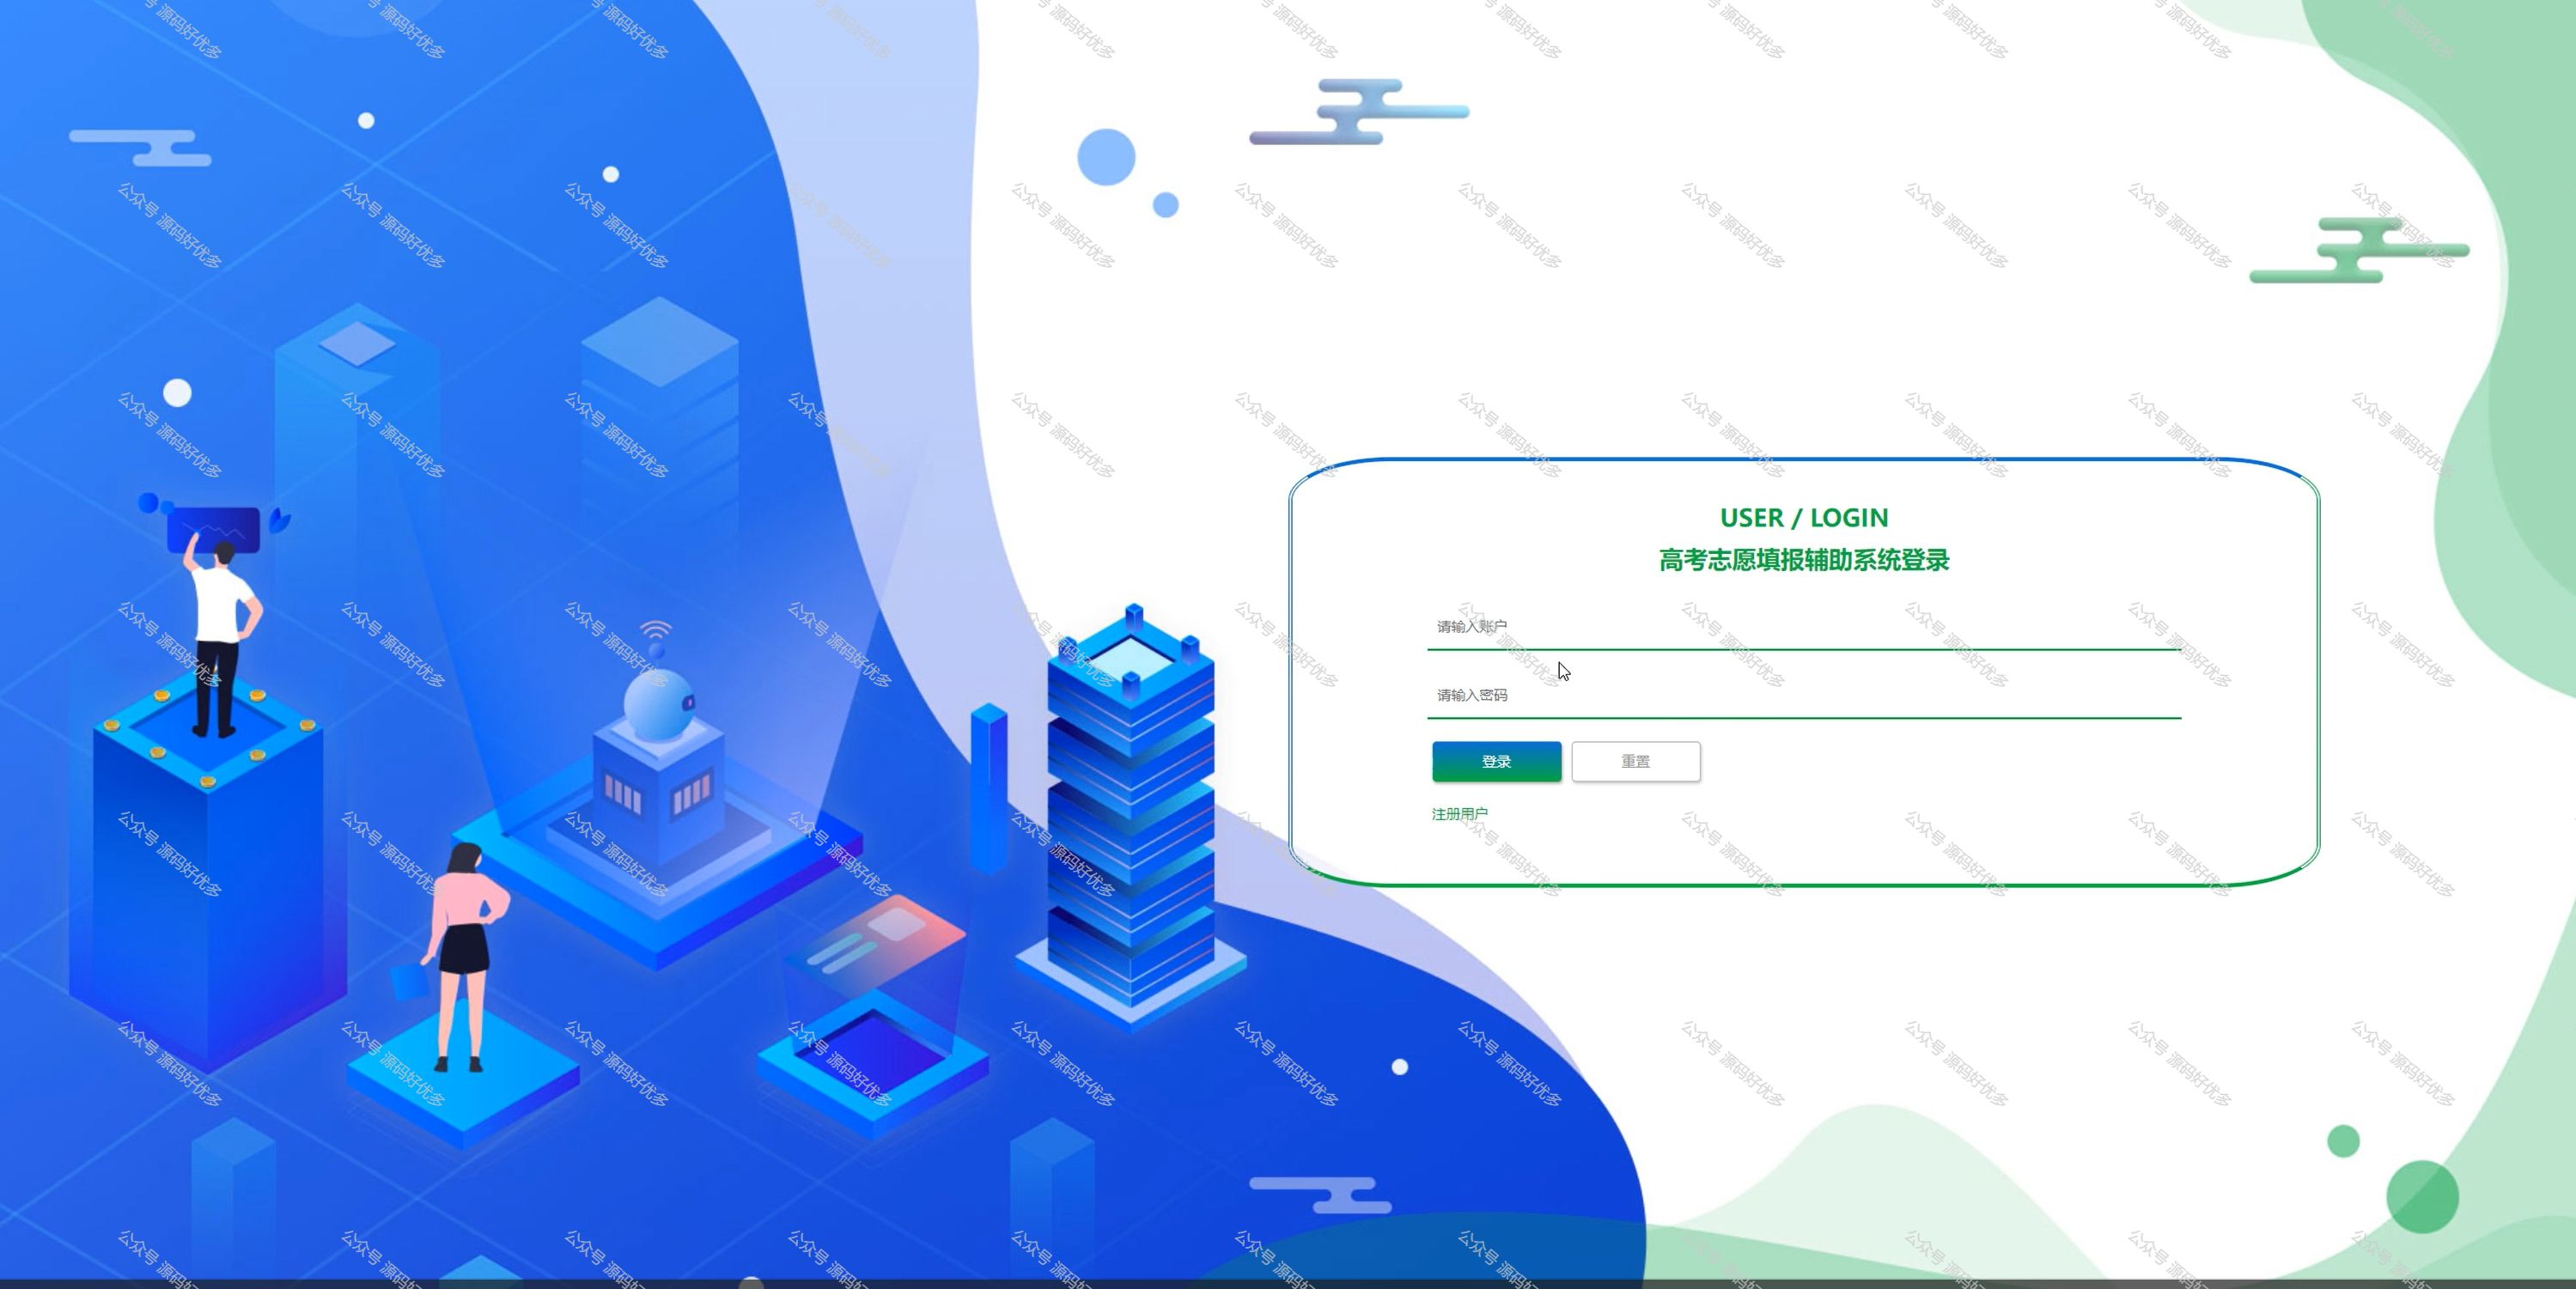 USER / LOGIN
高考志愿填报辅助系统登录
请输入账户
请输入密码
登录
重置
注册用户
公众号 源码好优多